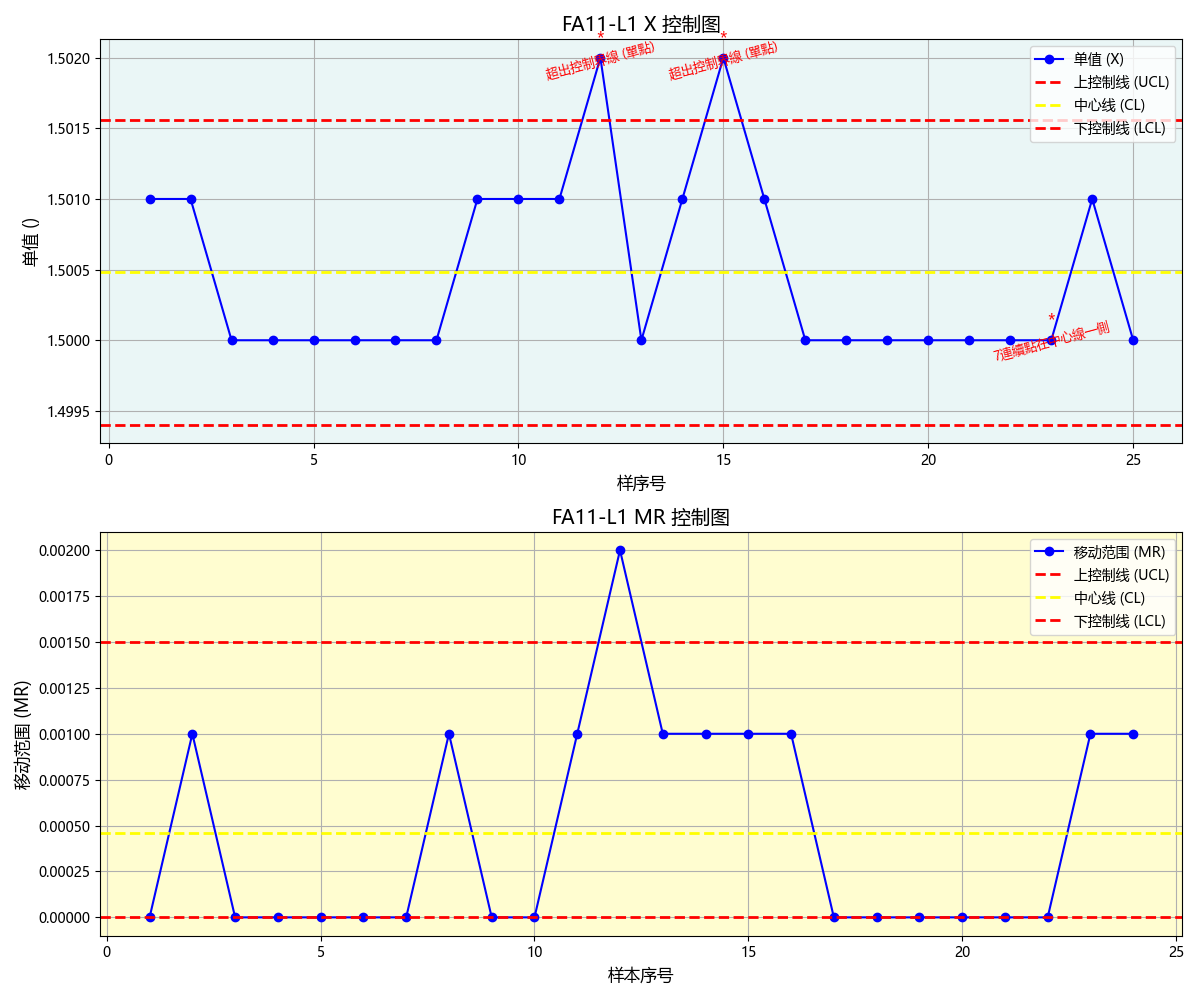 FA11-L1 X 控制图
*
*
超出控制界線 (單點)
超出控制界線 (單點)
单值 (X)
上控制线 (UCL)
中心线 (CL)
下控制线 (LCL)
1.5020
1.5015
1.5010
1.5005
1.5000
1.4995
单值 ()
*
7連續點在中心線一側
0
5
10
15
20
25
样序号
FA11-L1 MR 控制图
移动范围 (MR)
上控制线 (UCL)
中心线 (CL)
下控制线 (LCL)
0.00200
0.00175
0.00150
0.00125
0.00100
0.00075
0.00050
0.00025
0.00000
移动范围 (MR)
0
5
10
15
20
25
样本序号